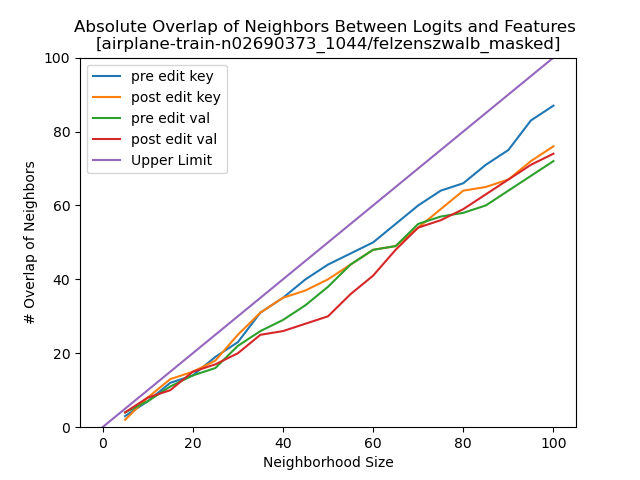 Absolute Overlap of Neighbors Between Logits and Features
[airplane-train-n02690373_1044/felzenszwalb_masked]
pre edit key
post edit key
pre edit val
post edit val
Upper Limit
# Overlap of Neighbors
100
80
60
40
20
0
0 20 40 60 80 100
Neighborhood Size